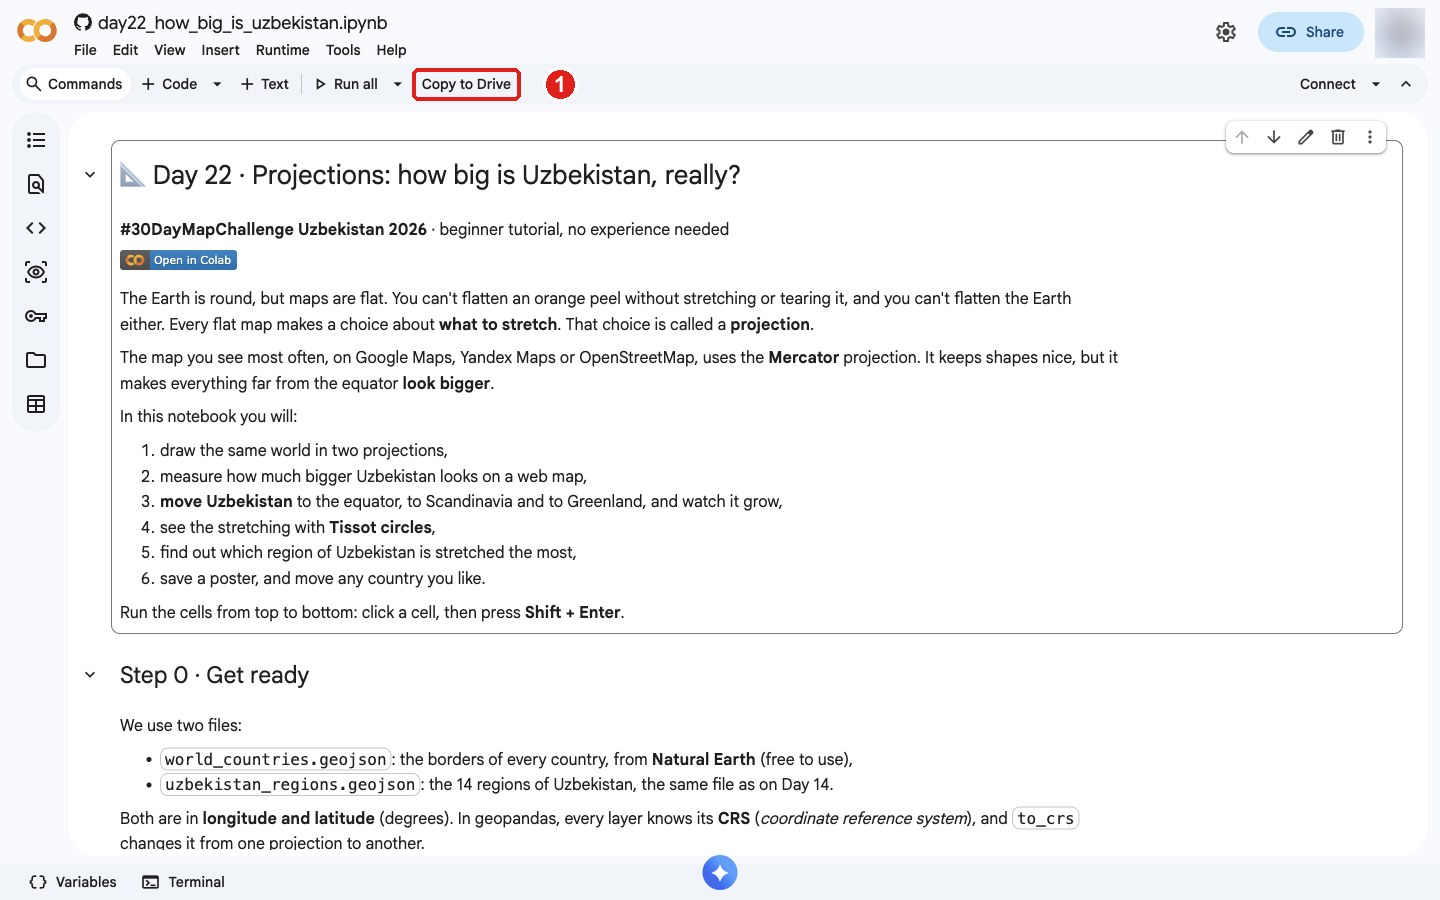 day22_how_big_is_uzbekistan.ipynb
File Edit View Insert Runtime Tools Help
Share
Commands + Code + Text Run all Copy to Drive 1 Connect
Day 22 · Projections: how big is Uzbekistan, really?
#30DayMapChallenge Uzbekistan 2026 · beginner tutorial, no experience needed
Open in Colab
The Earth is round, but maps are flat. You can't flatten an orange peel without stretching or tearing it, and you can't flatten the Earth
either. Every flat map makes a choice about what to stretch. That choice is called a projection.
The map you see most often, on Google Maps, Yandex Maps or OpenStreetMap, uses the Mercator projection. It keeps shapes nice, but it
makes everything far from the equator look bigger.
In this notebook you will:
1. draw the same world in two projections,
2. measure how much bigger Uzbekistan looks on a web map,
3. move Uzbekistan to the equator, to Scandinavia and to Greenland, and watch it grow,
4. see the stretching with Tissot circles,
5. find out which region of Uzbekistan is stretched the most,
6. save a poster, and move any country you like.
Run the cells from top to bottom: click a cell, then press Shift + Enter.
Step 0 · Get ready
We use two files:
• world_countries.geojson: the borders of every country, from Natural Earth (free to use),
• uzbekistan_regions.geojson: the 14 regions of Uzbekistan, the same file as on Day 14.
Both are in longitude and latitude (degrees). In geopandas, every layer knows its CRS (coordinate reference system), and to_crs
changes it from one projection to another.
Variables Terminal